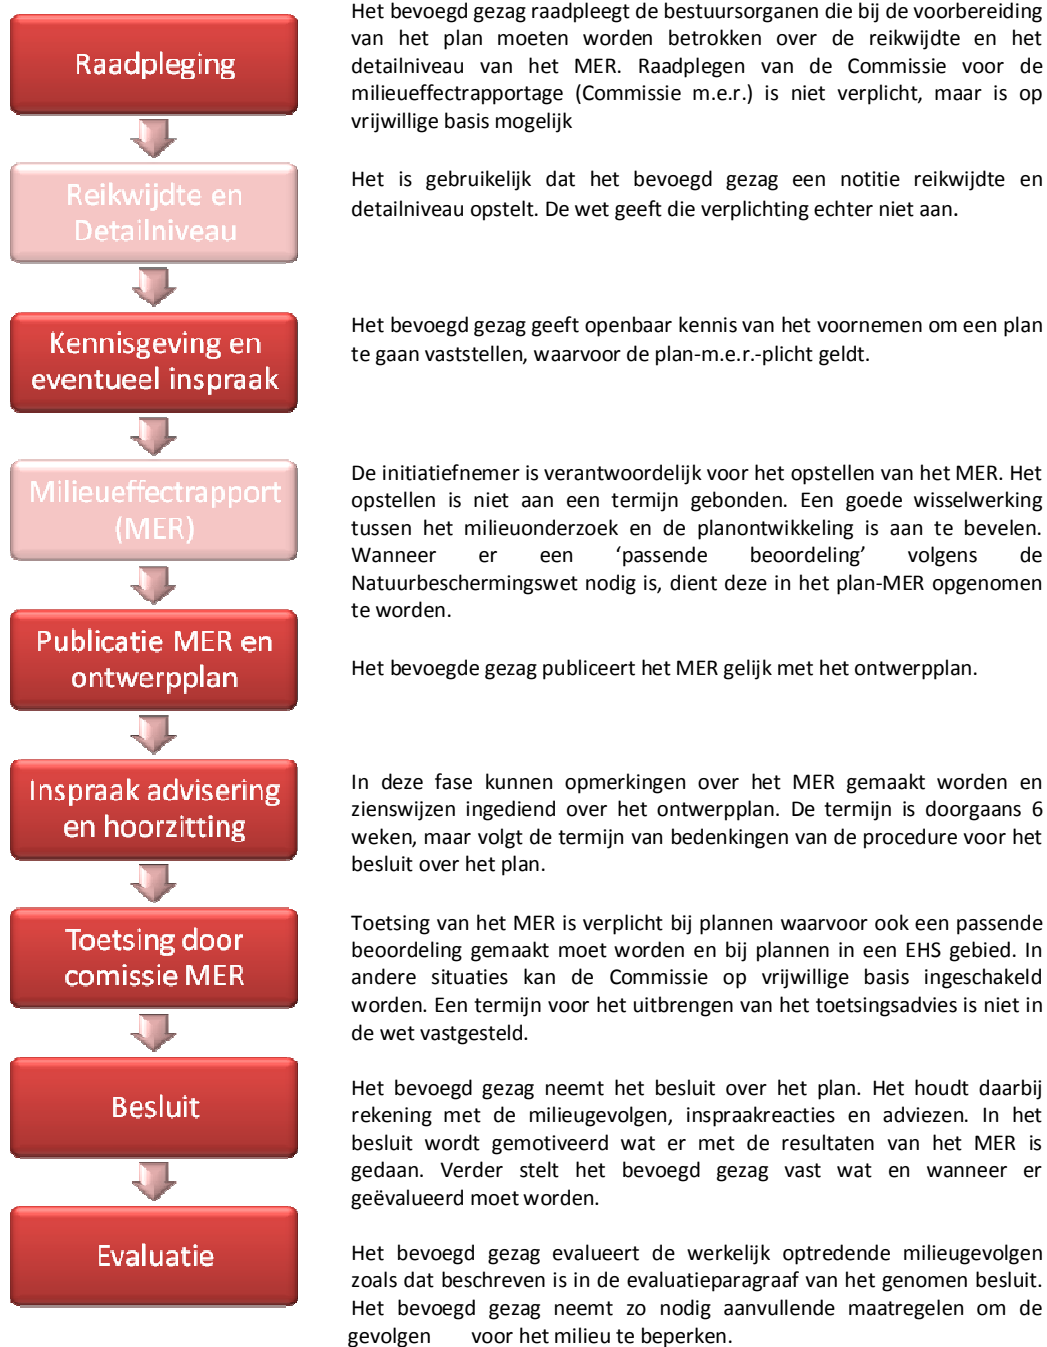 Raadpleging
Het bevoegd gezag raadpleegt de bestuursorganen die bij de voorbereiding
van het plan moeten worden betrokken over de reikwijdte en het
detailniveau van het MER. Raadplegen van de Commissie voor de
milieueffectrapportage (Commissie m.e.r.) is niet verplicht, maar is op
vrijwillige basis mogelijk
Reikwijdte en
Detailniveau
Het is gebruikelijk dat het bevoegd gezag een notitie reikwijdte en
detailniveau opstelt. De wet geeft die verplichting echter niet aan.
Kennisgeving en
eventueel inspraak
Het bevoegd gezag geeft openbaar kennis van het voornemen om een plan
te gaan vaststellen, waarvoor de plan-m.e.r.-plicht geldt.
Milieueffectrapport
(MER)
De initiatiefnemer is verantwoordelijk voor het opstellen van het MER. Het
opstellen is niet aan een termijn gebonden. Een goede wisselwerking
tussen het milieuonderzoek en de planontwikkeling is aan te bevelen.
Wanneer er een ‘passende beoordeling’ volgens de
Natuurbeschermingswet nodig is, dient deze in het plan-MER opgenomen
te worden.
Publicatie MER en
ontwerpplan
Het bevoegde gezag publiceert het MER gelijk met het ontwerpplan.
Inspraak advisering
en hoorzitting
In deze fase kunnen opmerkingen over het MER gemaakt worden en
zienswijzen ingediend over het ontwerpplan. De termijn is doorgaans 6
weken, maar volgt de termijn van bedenkingen van de procedure voor het
besluit over het plan.
Toetsing door
comissie MER
Toetsing van het MER is verplicht bij plannen waarvoor ook een passende
beoordeling gemaakt moet worden en bij plannen in een EHS gebied. In
andere situaties kan de Commissie op vrijwillige basis ingeschakeld
worden. Een termijn voor het uitbrengen van het toetsingsadvies is niet in
de wet vastgesteld.
Besluit
Het bevoegd gezag neemt het besluit over het plan. Het houdt daarbij
rekening met de milieugevolgen, inspraakreacties en adviezen. In het
besluit wordt gemotiveerd wat er met de resultaten van het MER is
gedaan. Verder stelt het bevoegd gezag vast wat en wanneer er
geëvalueerd moet worden.
Evaluatie
Het bevoegd gezag evalueert de werkelijk optredende milieugevolgen
zoals dat beschreven is in de evaluatieparagraaf van het genomen besluit.
Het bevoegd gezag neemt zo nodig aanvullende maatregelen om de
gevolgen voor het milieu te beperken.